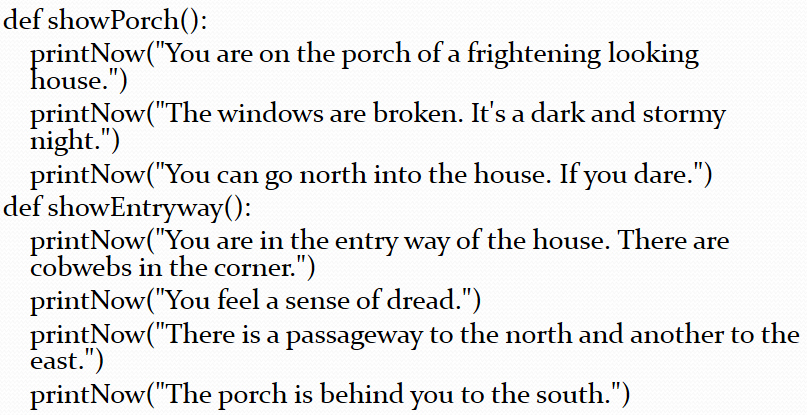 def showPorch():
printNow("You are on the porch of a frightening looking
house.")
printNow("The windows are broken. It's a dark and stormy
night.")
printNow("You can go north into the house. If you dare.")
def showEntryway():
printNow("You are in the entry way of the house. There are
cobwebs in the corner.")
printNow("You feel a sense of dread.")
printNow("There is a passageway to the north and another to the
east.")
printNow("The porch is behind you to the south.")